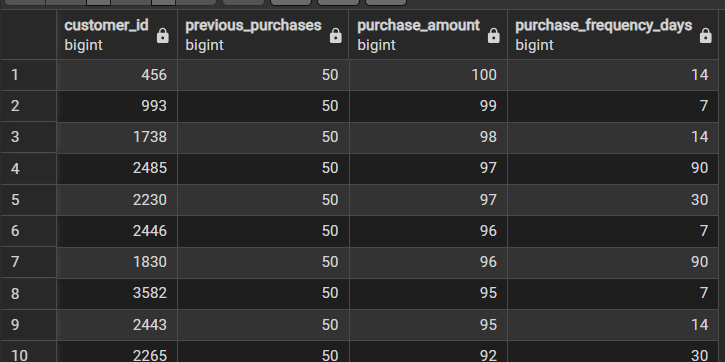 customer_id previous_purchases purchase_amount purchase_frequency_days
bigint bigint bigint bigint
1 456 50 100 14
2 993 50 99 7
3 1738 50 98 14
4 2485 50 97 90
5 2230 50 97 30
6 2446 50 96 7
7 1830 50 96 90
8 3582 50 95 7
9 2443 50 95 14
10 2265 50 92 30